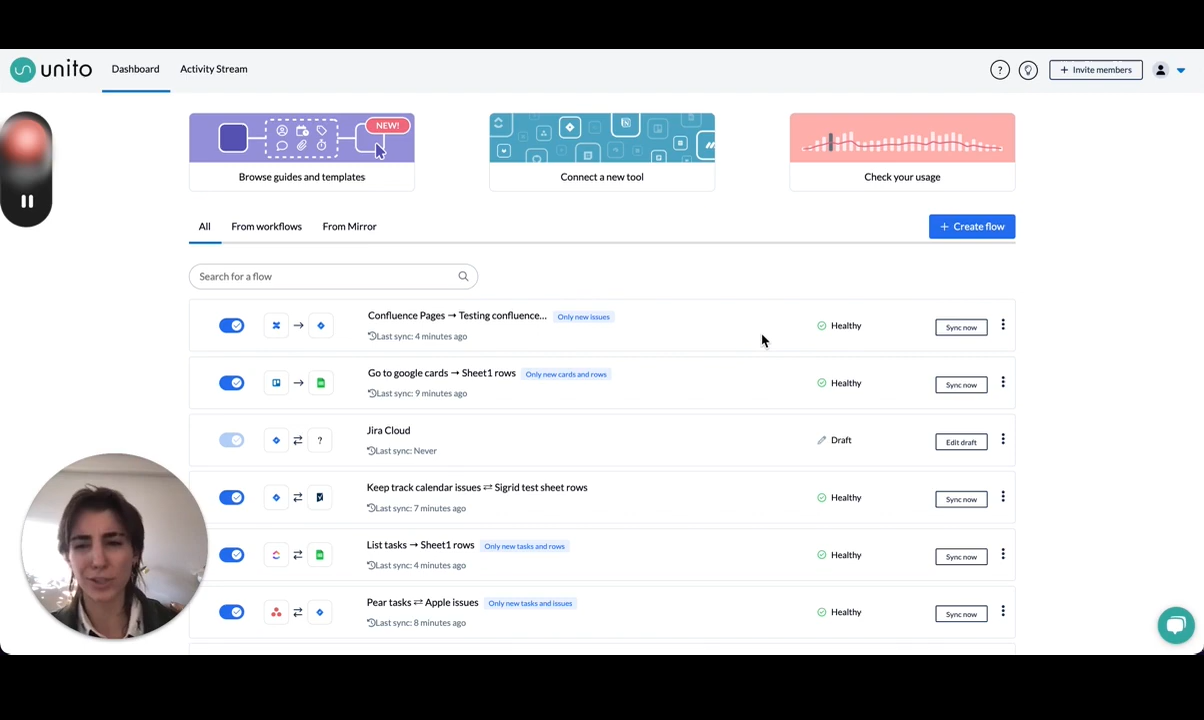 unito
Dashboard
Activity Stream
?
+ Invite members
NEW!
Browse guides and templates
Connect a new tool
Check your usage
All
From workflows
From Mirror
+ Create flow
Search for a flow
Confluence Pages → Testing confluence... Only new issues
Last sync: 4 minutes ago
Healthy
Sync now
Go to google cards → Sheet1 rows Only new cards and rows
Last sync: 9 minutes ago
Healthy
Sync now
?
Jira Cloud
Last sync: Never
Draft
Edit draft
Keep track calendar issues ⇄ Sigrid test sheet rows
Last sync: 7 minutes ago
Healthy
Sync now
List tasks → Sheet1 rows Only new tasks and rows
Last sync: 4 minutes ago
Healthy
Sync now
Pear tasks ⇄ Apple issues Only new tasks and issues
Last sync: 8 minutes ago
Healthy
Sync now